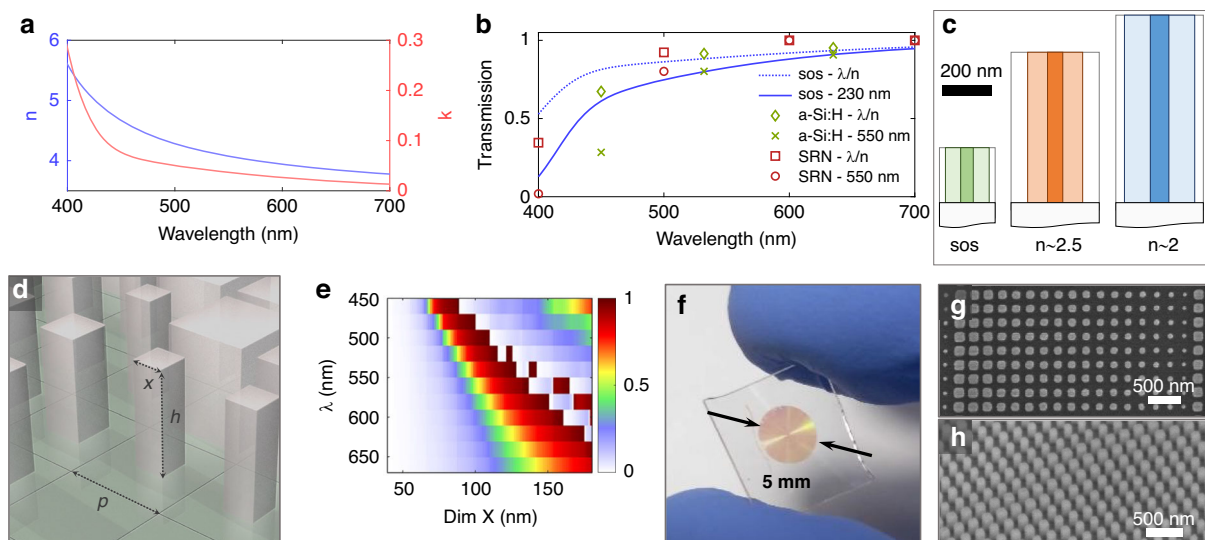 a
6
5
4
n
0.3
0.2
0.1
0
k
400 500 600 700
Wavelength (nm)
b
1
0.5
0
Transmission
sos - λ/n
sos - 230 nm
a-Si:H - λ/n
a-Si:H - 550 nm
SRN - λ/n
SRN - 550 nm
400 500 600 700
Wavelength (nm)
c
200 nm
sos n~2.5 n~2
d
x
h
p
e
450
500
550
600
650
λ (nm)
50 100 150
Dim X (nm)
1
0.5
0
f
5 mm
g
500 nm
h
500 nm